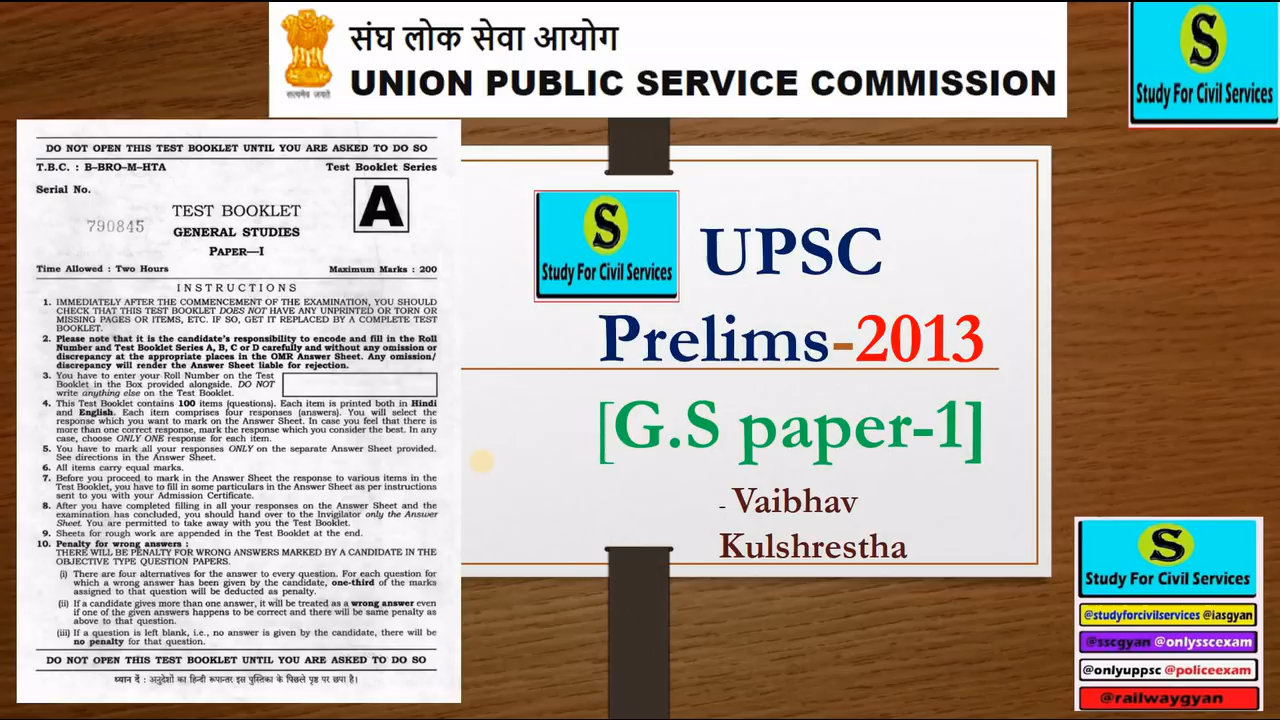 संघ लोक सेवा आयोग
UNION PUBLIC SERVICE COMMISSION
सत्यमेव जयते
S
Study For Civil Services
DO NOT OPEN THIS TEST BOOKLET UNTIL YOU ARE ASKED TO DO SO
T.B.C. : B–BRO–M–HTA
Test Booklet Series
Serial No.
A
790845
TEST BOOKLET
GENERAL STUDIES
PAPER—I
Time Allowed : Two Hours
Maximum Marks : 200
INSTRUCTIONS
1. IMMEDIATELY AFTER THE COMMENCEMENT OF THE EXAMINATION, YOU SHOULD
CHECK THAT THIS TEST BOOKLET DOES NOT HAVE ANY UNPRINTED OR TORN OR
MISSING PAGES OR ITEMS, ETC. IF SO, GET IT REPLACED BY A COMPLETE TEST
BOOKLET.
2. Please note that it is the candidate's responsibility to encode and fill in the Roll
Number and Test Booklet Series A, B, C or D carefully and without any omission or
discrepancy at the appropriate places in the OMR Answer Sheet. Any omission/
discrepancy will render the Answer Sheet liable for rejection.
3. You have to enter your Roll Number on the Test
Booklet in the Box provided alongside. DO NOT
write anything else on the Test Booklet.
4. This Test Booklet contains 100 items (questions). Each item is printed both in Hindi
and English. Each item comprises four responses (answers). You will select the
response which you want to mark on the Answer Sheet. In case you feel that there is
more than one correct response, mark the response which you consider the best. In any
case, choose ONLY ONE response for each item.
5. You have to mark all your responses ONLY on the separate Answer Sheet provided.
See directions in the Answer Sheet.
6. All items carry equal marks.
7. Before you proceed to mark in the Answer Sheet the response to various items in the
Test Booklet, you have to fill in some particulars in the Answer Sheet as per instructions
sent to you with your Admission Certificate.
8. After you have completed filling in all your responses on the Answer Sheet and the
examination has concluded, you should hand over to the Invigilator only the Answer
Sheet. You are permitted to take away with you the Test Booklet.
9. Sheets for rough work are appended in the Test Booklet at the end.
10. Penalty for wrong answers :
THERE WILL BE PENALTY FOR WRONG ANSWERS MARKED BY A CANDIDATE IN THE
OBJECTIVE TYPE QUESTION PAPERS.
(i) There are four alternatives for the answer to every question. For each question for
which a wrong answer has been given by the candidate, one-third of the marks
assigned to that question will be deducted as penalty.
(ii) If a candidate gives more than one answer, it will be treated as a wrong answer even
if one of the given answers happens to be correct and there will be same penalty as
above to that question.
(iii) If a question is left blank, i.e., no answer is given by the candidate, there will be
no penalty for that question.
DO NOT OPEN THIS TEST BOOKLET UNTIL YOU ARE ASKED TO DO SO
ध्यान दें : अनुदेशों का हिन्दी रूपान्तर इस पुस्तिका के पिछले पृष्ठ पर छपा है।
S
Study For Civil Services
UPSC
Prelims-2013
[G.S paper-1]
- Vaibhav
Kulshrestha
S
Study For Civil Services
@studyforcivilservices @iasgyan
@sscgyan @onlysscexam
@onlyuppsc @policeexam
@railwaygyan